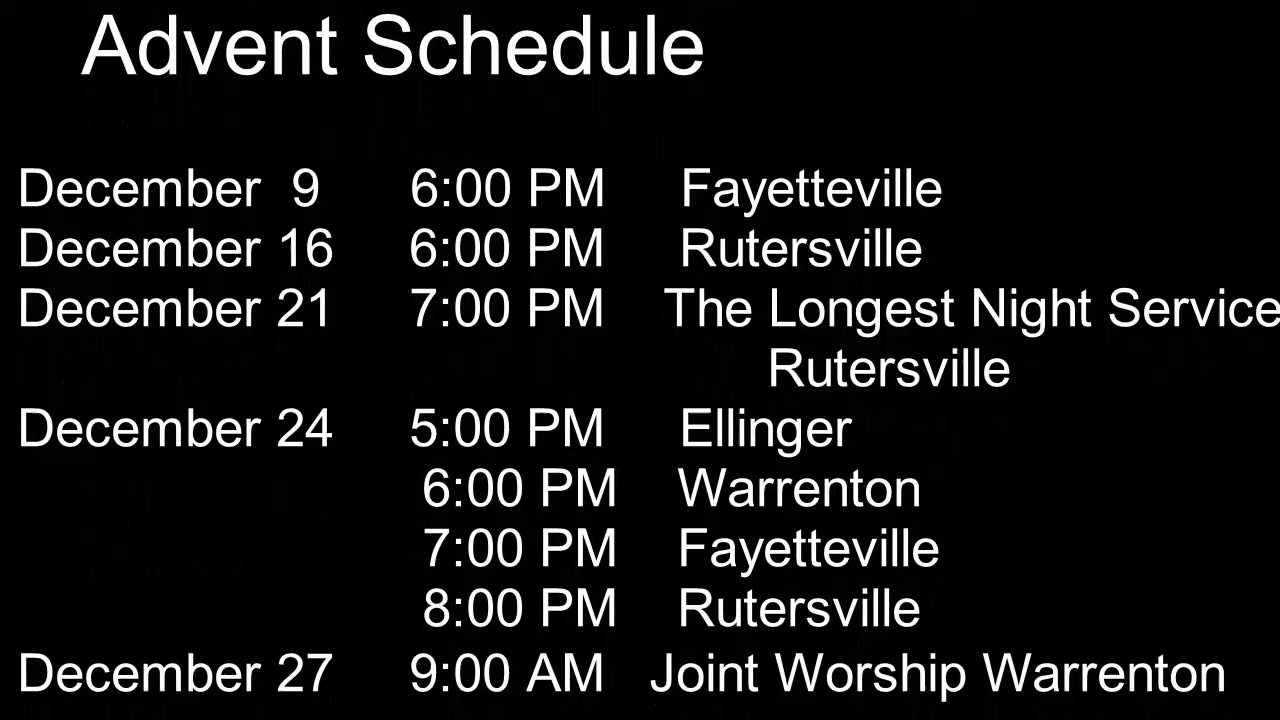 Advent Schedule
December 9 6:00 PM Fayetteville
December 16 6:00 PM Rutersville
December 21 7:00 PM The Longest Night Service
Rutersville
December 24 5:00 PM Ellinger
6:00 PM Warrenton
7:00 PM Fayetteville
8:00 PM Rutersville
December 27 9:00 AM Joint Worship Warrenton